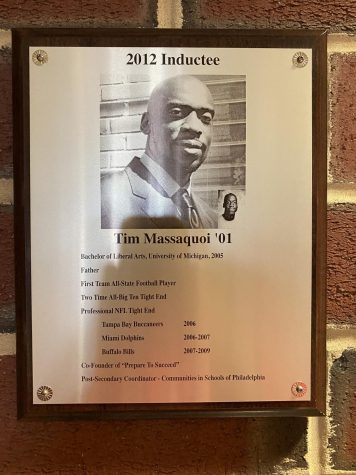 2012 Inductee
Tim Massaquoi '01
Bachelor of Liberal Arts, University of Michigan, 2005
Father
First Team All-State Football Player
Two Time All-Big Ten Tight End
Professional NFL Tight End
Tampa Bay Buccaneers 2006
Miami Dolphins 2006-2007
Buffalo Bills 2007-2009
Co-Founder of "Prepare To Succeed"
Post-Secondary Coordinator - Communities in Schools of Philadelphia